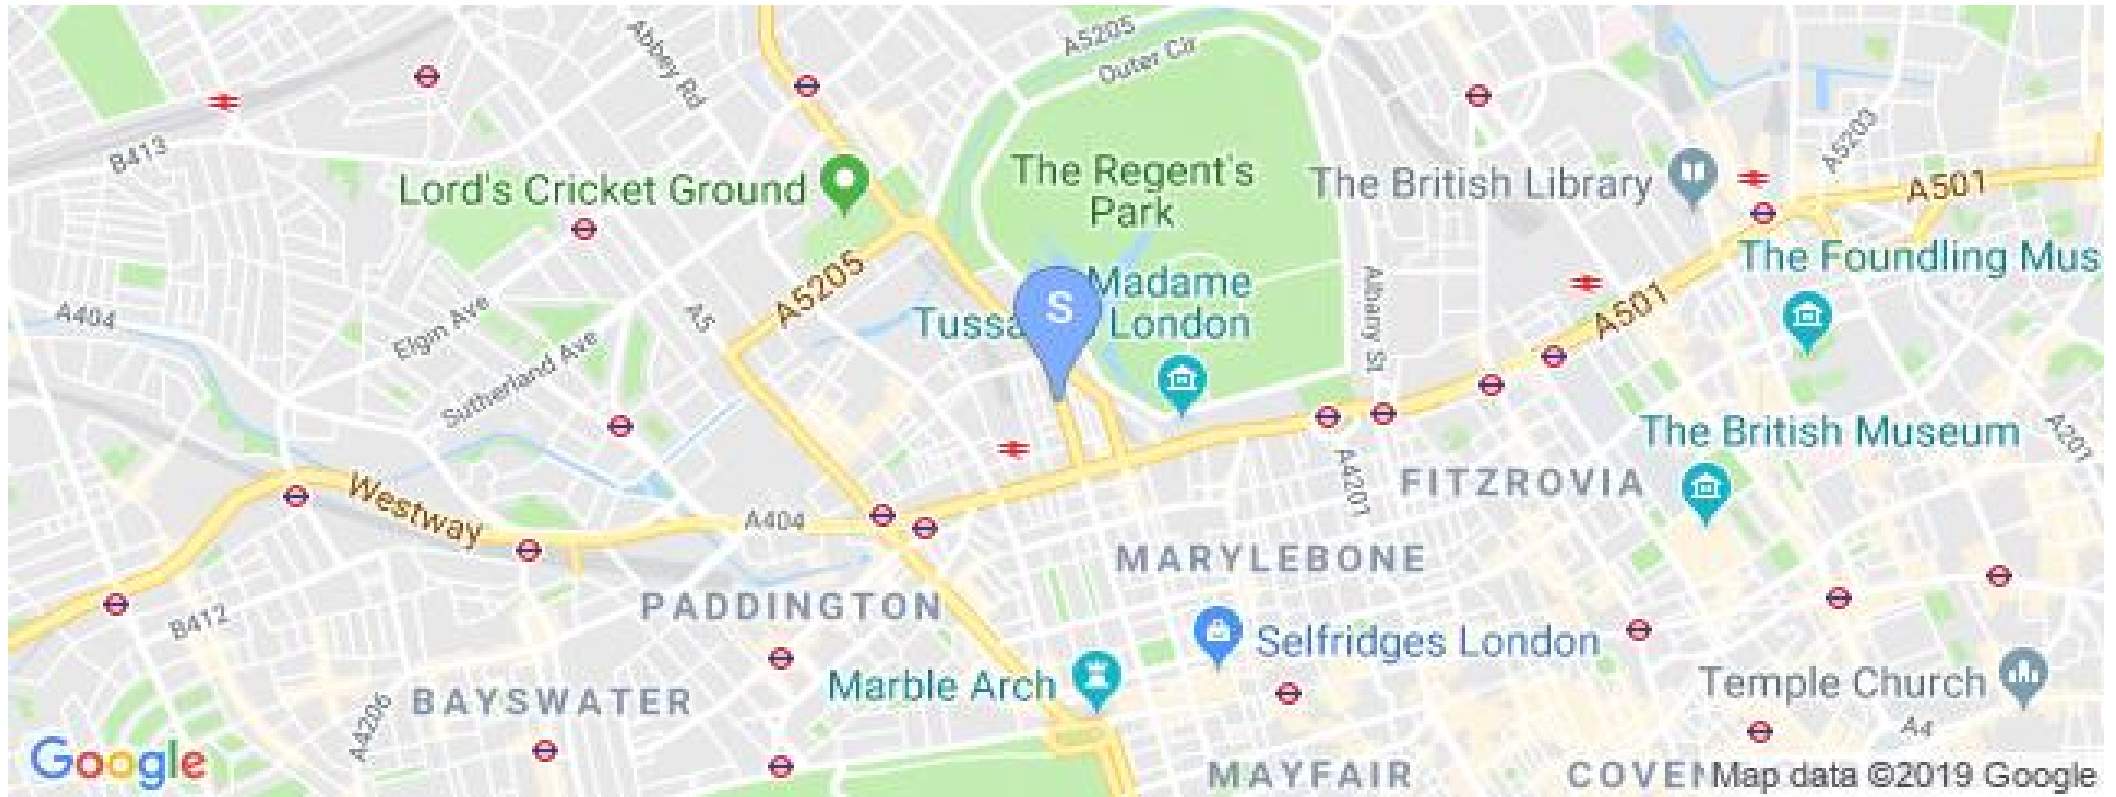 Abbey Rd
A5205
Outer Cir
B413
Lord's Cricket Ground
The Regent's
Park
The British Library
A5203
A501
The Foundling Mus
A5205
A404
Elgin Ave
A5
S
Madame
Tussa
London
Albany St
A501
Sutherland Ave
The British Museum
A201
Westway
A404
A4201
FITZROVIA
MARYLEBONE
B412
PADDINGTON
Selfridges London
Marble Arch
Temple Church
A4206
BAYSWATER
A4
Google
MAYFAIR
COVEN
Map data ©2019 Google